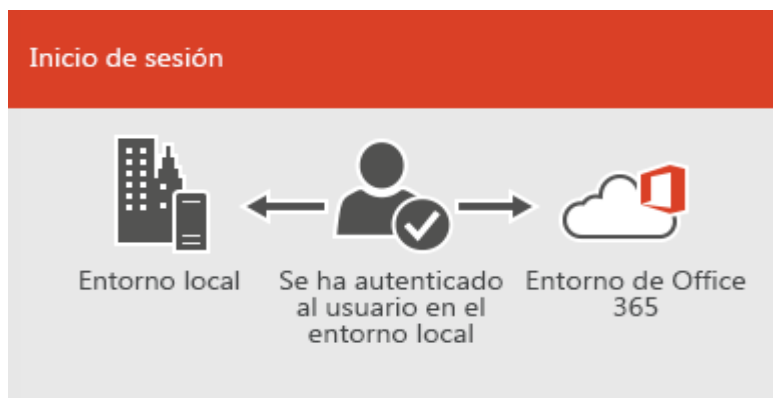 Inicio de sesión
Entorno local
Se ha autenticado
al usuario en el
entorno local
Entorno de Office
365